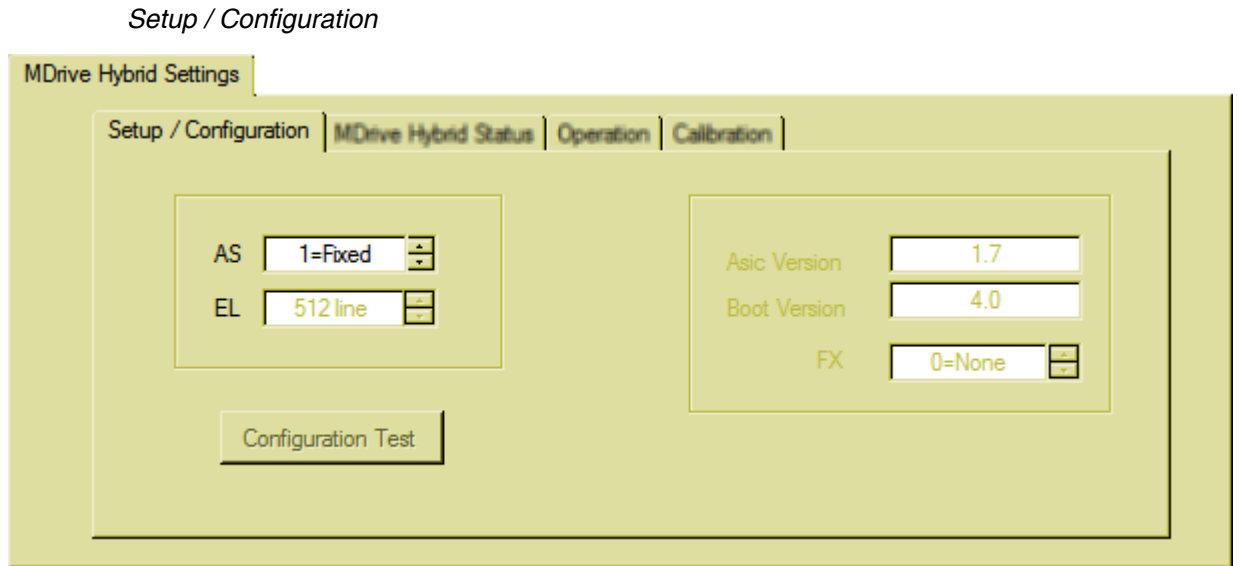 Setup / Configuration
MDrive Hybrid Settings
Setup / Configuration MDrive Hybrid Status Operation Calibration
AS 1=Fixed
EL 512 line
Configuration Test
Asic Version 1.7
Boot Version 4.0
FX 0=None